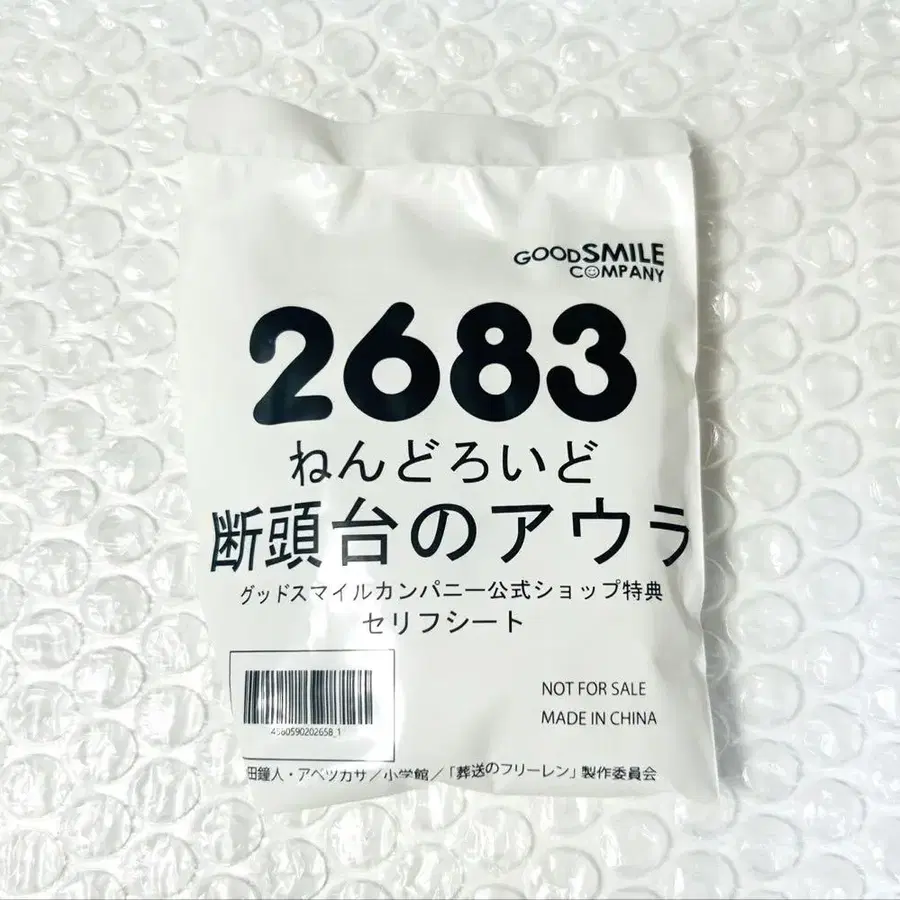 GOODSMILE
COMPANY
2683
ねんどろいど
断頭台のアウラ
グッドスマイルカンパニー公式ショップ特典
セリフシート
4580590202658_1
NOT FOR SALE
MADE IN CHINA
田鐘人・アベツカサ／小学館／「葬送のフリーレン」製作委員会